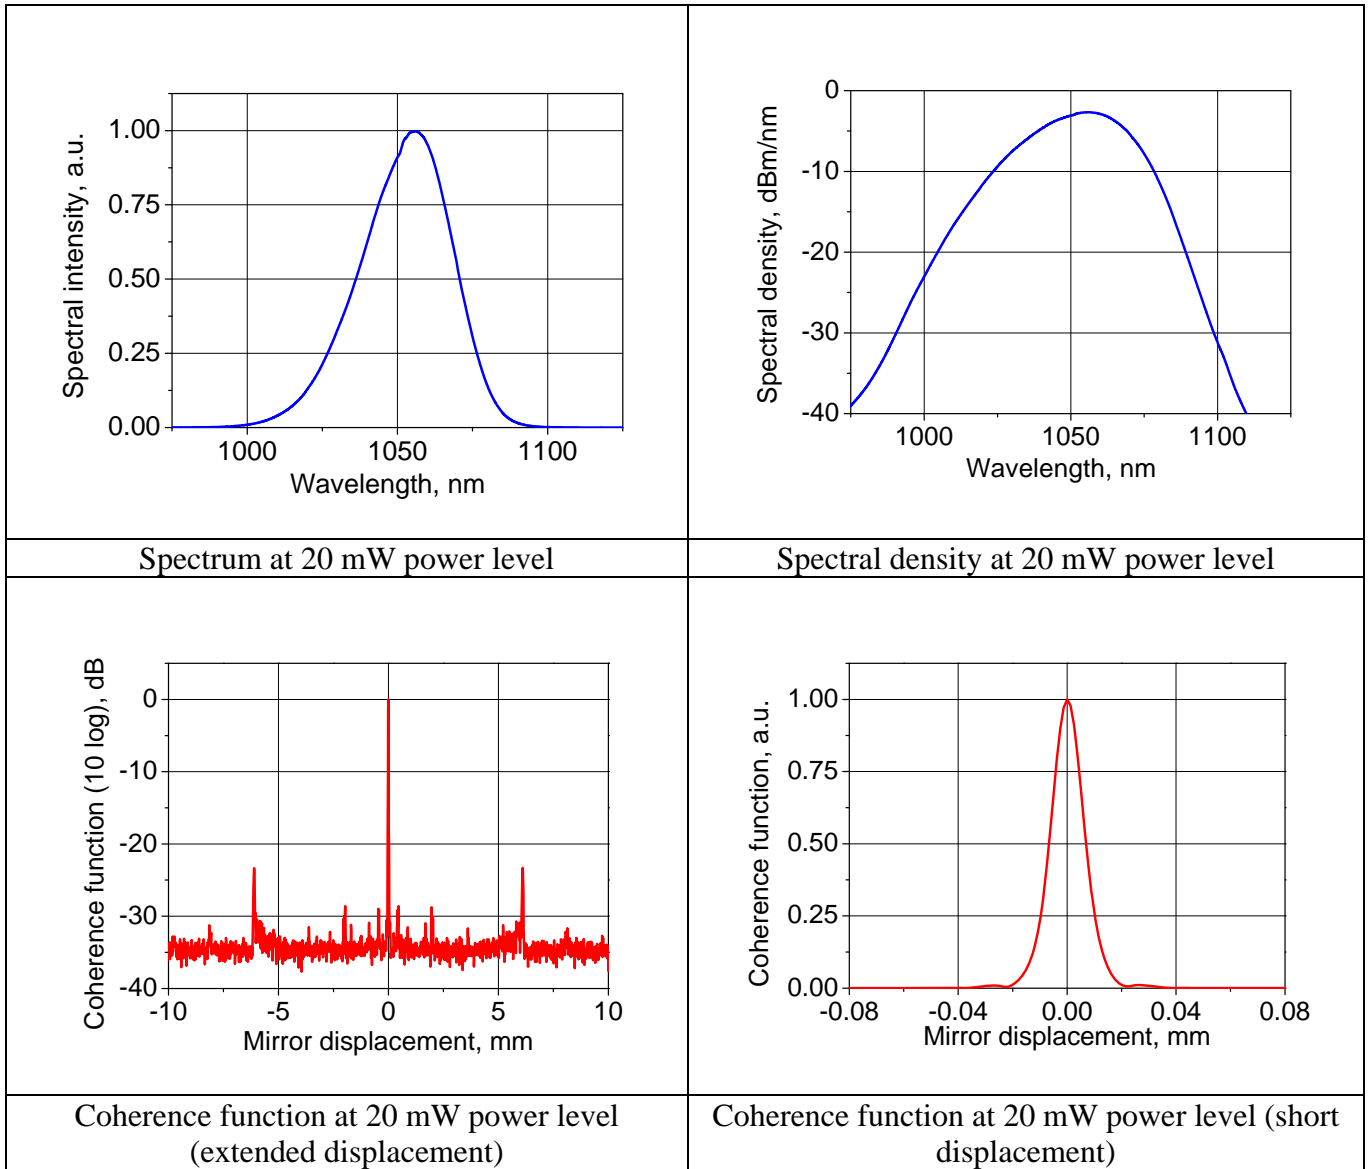 Spectral intensity, a.u.
1.00
0.75
0.50
0.25
0.00
1000 1050 1100
Wavelength, nm
Spectrum at 20 mW power level
Spectral density, dBm/nm
0
-10
-20
-30
-40
1000 1050 1100
Wavelength, nm
Spectral density at 20 mW power level
Coherence function (10 log), dB
0
-10
-20
-30
-40
-10 -5 0 5 10
Mirror displacement, mm
Coherence function at 20 mW power level
(extended displacement)
Coherence function, a.u.
1.00
0.75
0.50
0.25
0.00
-0.08 -0.04 0.00 0.04 0.08
Mirror displacement, mm
Coherence function at 20 mW power level (short
displacement)